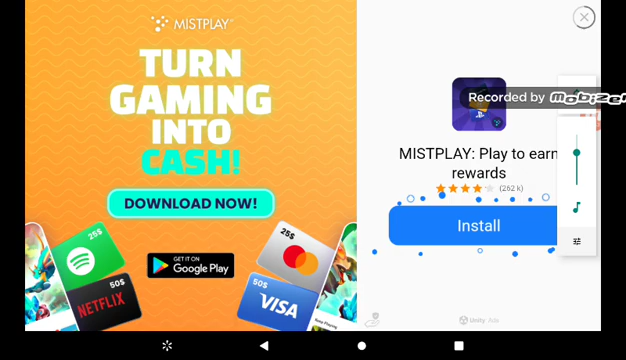 MISTPLAY
TURN
GAMING
INTO
CASH!
DOWNLOAD NOW!
GET IT ON
Google Play
25$
50$
NETFLIX
25$
50$
VISA
Recorded by
MISTPLAY: Play to earn
rewards
(262 k)
Install
Unity Ads